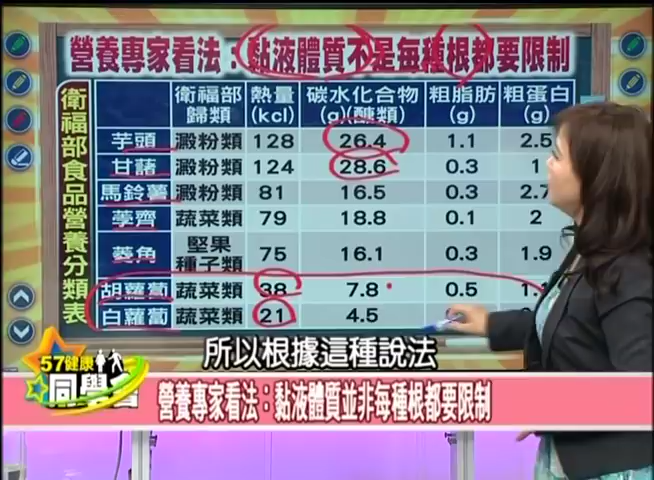 營養專家看法：黏液體質不是每種根都要限制
衛福部食品營養分類表
衛福部歸類 熱量(kcl) 碳水化合物(g)(醣類) 粗脂肪(g) 粗蛋白(g)
芋頭 澱粉類 128 26.4 1.1 2.5
甘藷 澱粉類 124 28.6 0.3 1
馬鈴薯 澱粉類 81 16.5 0.3 2.7
荸薺 蔬菜類 79 18.8 0.1 2
菱角 堅果種子類 75 16.1 0.3 1.9
胡蘿蔔 蔬菜類 38 7.8 0.5
白蘿蔔 蔬菜類 21 4.5
所以根據這種說法
57健康
同學會
營養專家看法：黏液體質並非每種根都要限制